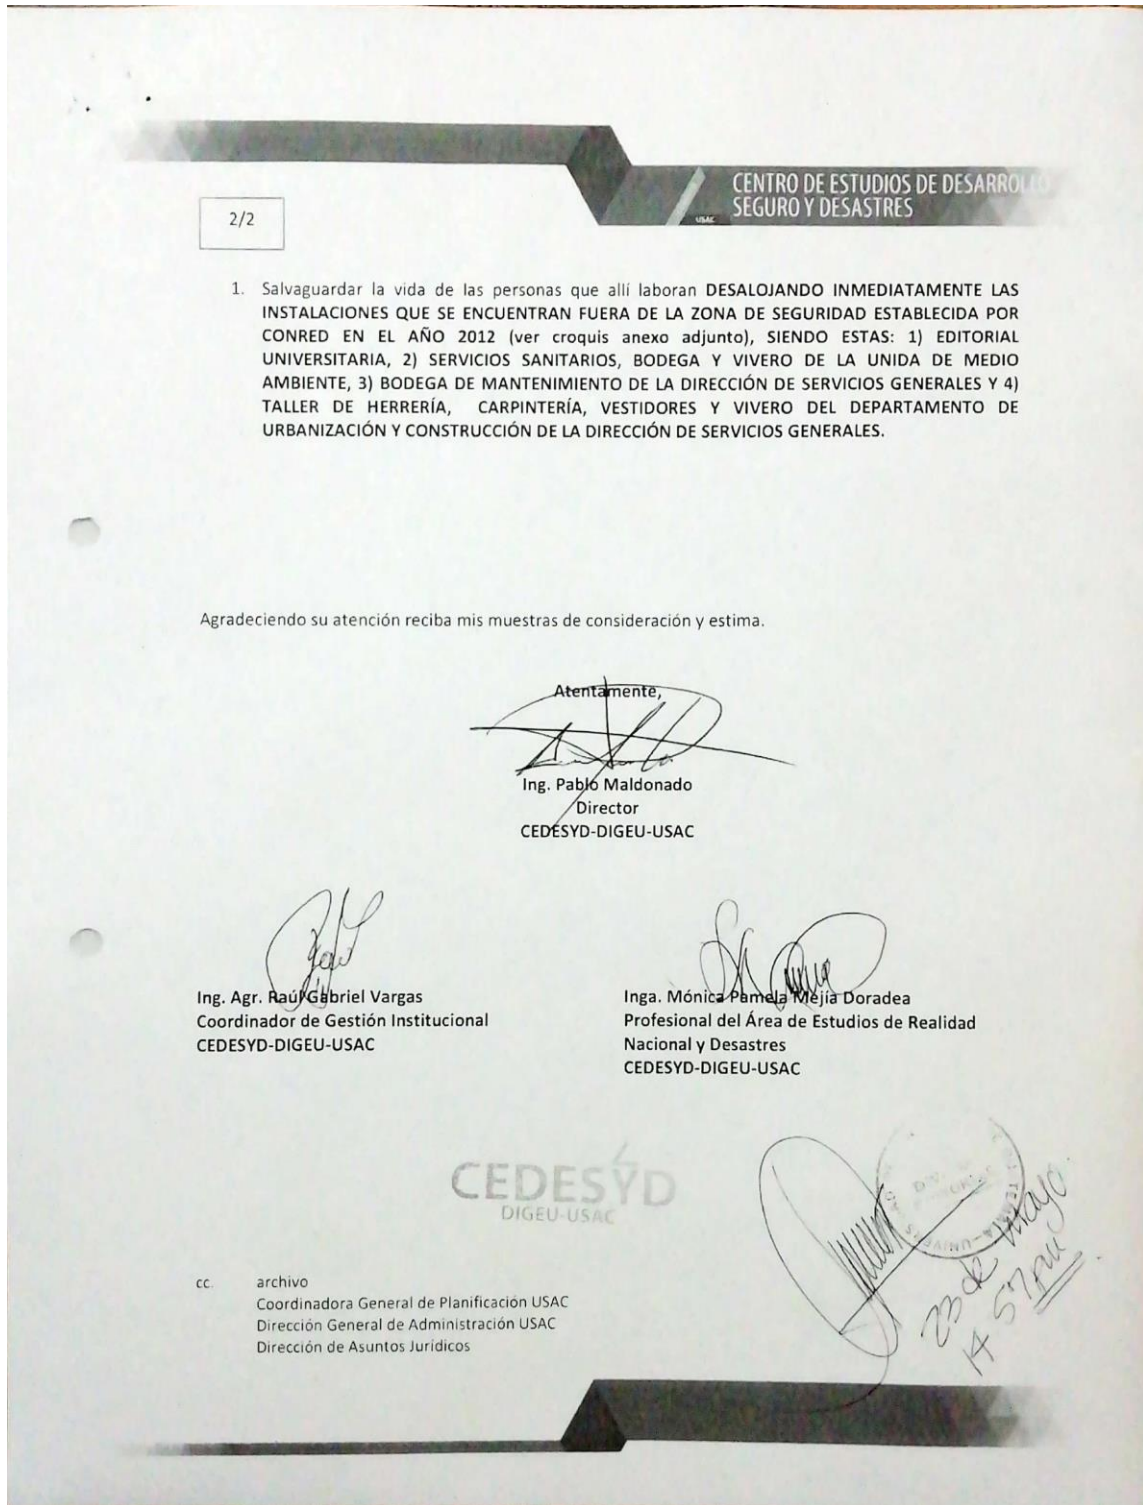 CENTRO DE ESTUDIOS DE DESARROLLO
SEGURO Y DESASTRES
USAC
2/2
1. Salvaguardar la vida de las personas que allí laboran DESALOJANDO INMEDIATAMENTE LAS
INSTALACIONES QUE SE ENCUENTRAN FUERA DE LA ZONA DE SEGURIDAD ESTABLECIDA POR
CONRED EN EL AÑO 2012 (ver croquis anexo adjunto), SIENDO ESTAS: 1) EDITORIAL
UNIVERSITARIA, 2) SERVICIOS SANITARIOS, BODEGA Y VIVERO DE LA UNIDA DE MEDIO
AMBIENTE, 3) BODEGA DE MANTENIMIENTO DE LA DIRECCIÓN DE SERVICIOS GENERALES Y 4)
TALLER DE HERRERÍA, CARPINTERÍA, VESTIDORES Y VIVERO DEL DEPARTAMENTO DE
URBANIZACIÓN Y CONSTRUCCIÓN DE LA DIRECCIÓN DE SERVICIOS GENERALES.
Agradeciendo su atención reciba mis muestras de consideración y estima.
Atentamente,
Ing. Pablo Maldonado
Director
CEDESYD-DIGEU-USAC
Ing. Agr. Raúl Gabriel Vargas
Coordinador de Gestión Institucional
CEDESYD-DIGEU-USAC
Inga. Mónica Pamela Mejía Doradea
Profesional del Área de Estudios de Realidad
Nacional y Desastres
CEDESYD-DIGEU-USAC
CEDESYD
DIGEU-USAC
23 de Mayo
14 57pm
cc. archivo
Coordinadora General de Planificación USAC
Dirección General de Administración USAC
Dirección de Asuntos Jurídicos